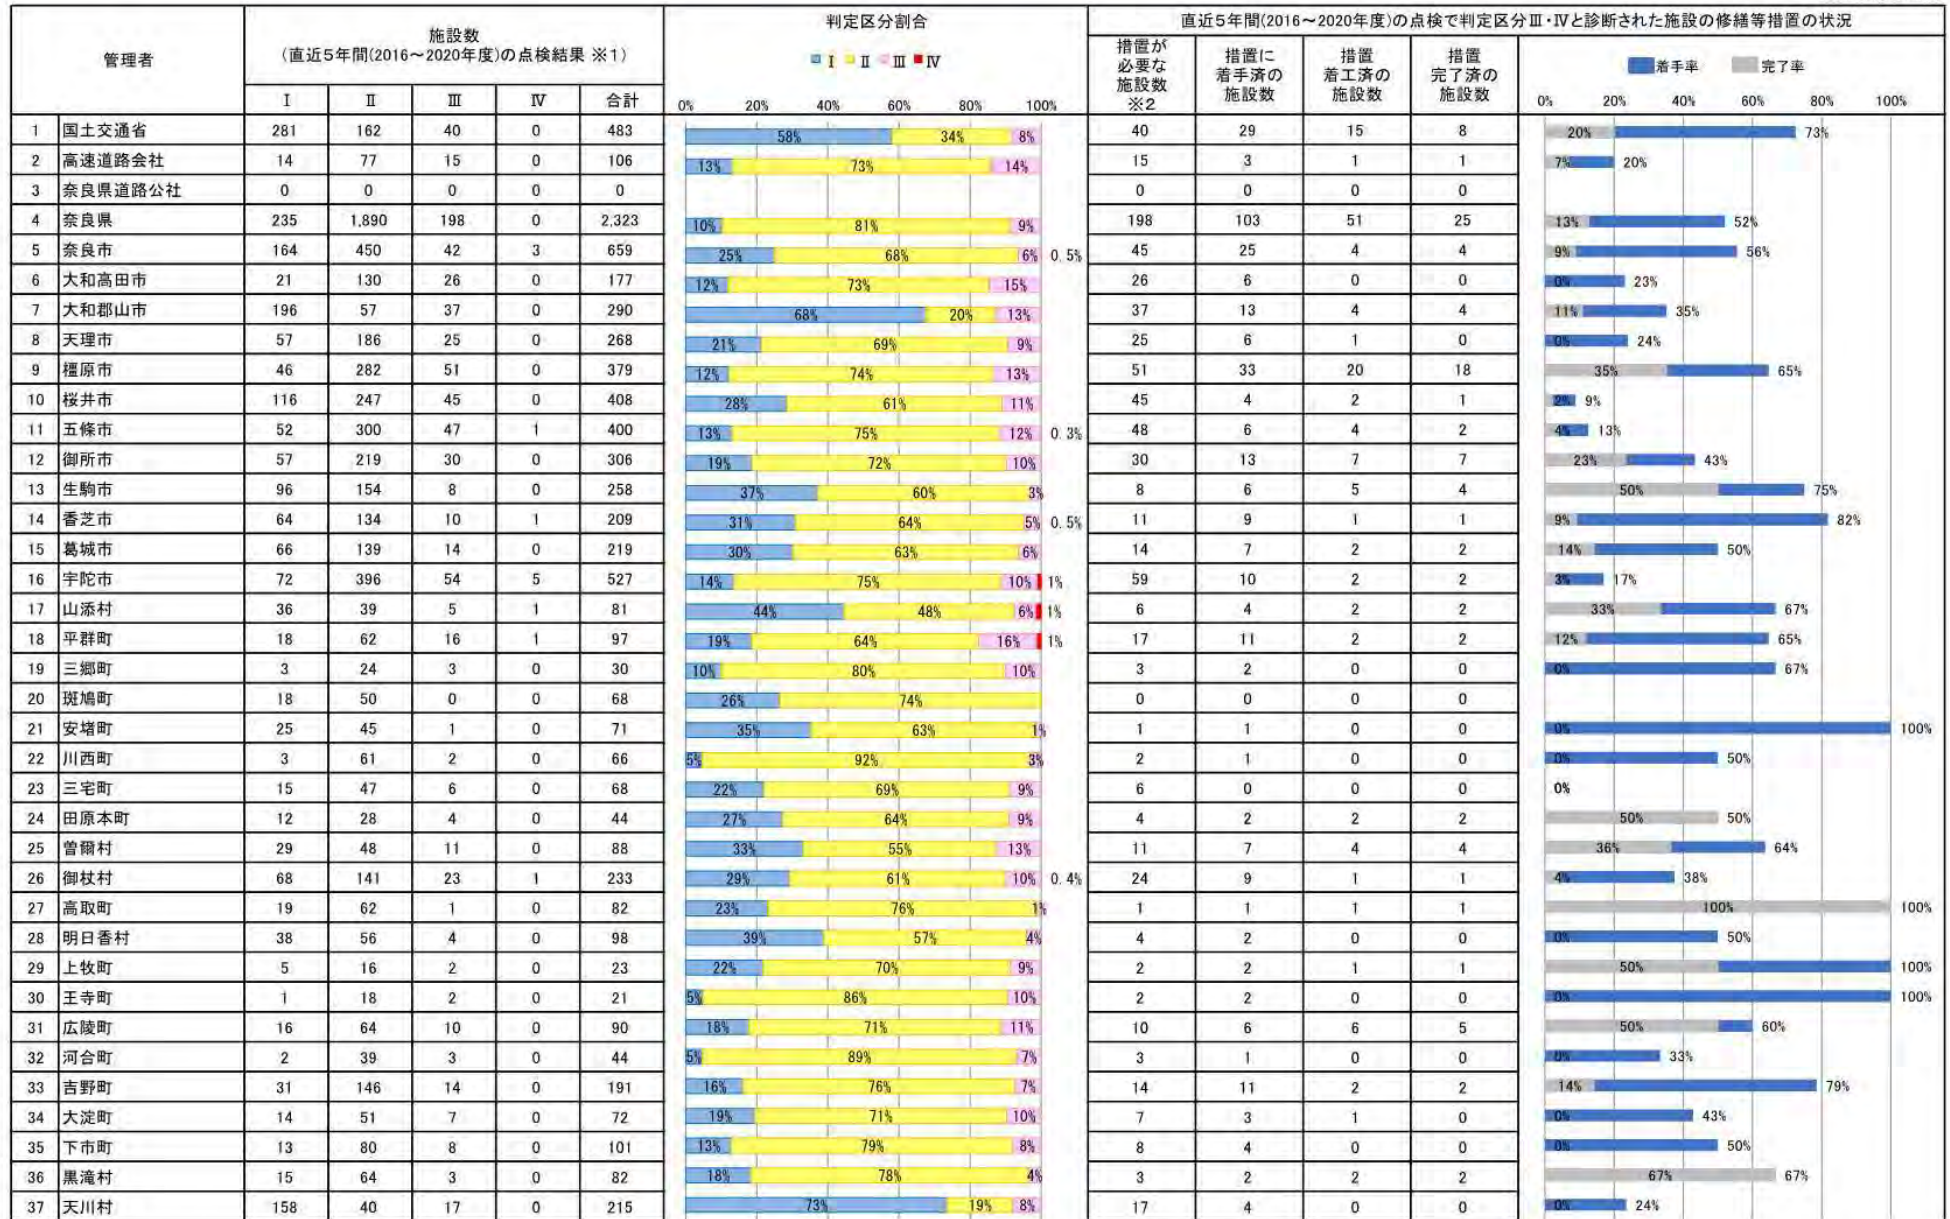 管理者
施設数
(直近5年間(2016～2020年度)の点検結果 ※1)
Ⅰ Ⅱ Ⅲ Ⅳ 合計
判定区分割合
Ⅰ Ⅱ Ⅲ Ⅳ
0% 20% 40% 60% 80% 100%
直近5年間(2016～2020年度)の点検で判定区分Ⅲ・Ⅳと診断された施設の修繕等措置の状況
措置が
必要な
施設数
※2
措置に
着手済の
施設数
措置
着工済の
施設数
措置
完了済の
施設数
着手率 完了率
0% 20% 40% 60% 80% 100%
1 国土交通省 281 162 40 0 483 58% 34% 8% 40 29 15 8 20% 73%
2 高速道路会社 14 77 15 0 106 13% 73% 14% 15 3 1 1 7% 20%
3 奈良県道路公社 0 0 0 0 0 0 0 0 0
4 奈良県 235 1,890 198 0 2,323 10% 81% 9% 198 103 51 25 13% 52%
5 奈良市 164 450 42 3 659 25% 68% 6% 0.5% 45 25 4 4 9% 56%
6 大和高田市 21 130 26 0 177 12% 73% 15% 26 6 0 0 0% 23%
7 大和郡山市 196 57 37 0 290 68% 20% 13% 37 13 4 4 11% 35%
8 天理市 57 186 25 0 268 21% 69% 9% 25 6 1 0 0% 24%
9 橿原市 46 282 51 0 379 12% 74% 13% 51 33 20 18 35% 65%
10 桜井市 116 247 45 0 408 28% 61% 11% 45 4 2 1 2% 9%
11 五條市 52 300 47 1 400 13% 75% 12% 0.3% 48 6 4 2 4% 13%
12 御所市 57 219 30 0 306 19% 72% 10% 30 13 7 7 23% 43%
13 生駒市 96 154 8 0 258 37% 60% 3% 8 6 5 4 50% 75%
14 香芝市 64 134 10 1 209 31% 64% 5% 0.5% 11 9 1 1 9% 82%
15 葛城市 66 139 14 0 219 30% 63% 6% 14 7 2 2 14% 50%
16 宇陀市 72 396 54 5 527 14% 75% 10% 1% 59 10 2 2 3% 17%
17 山添村 36 39 5 1 81 44% 48% 6% 1% 6 4 2 2 33% 67%
18 平群町 18 62 16 1 97 19% 64% 16% 1% 17 11 2 2 12% 65%
19 三郷町 3 24 3 0 30 10% 80% 10% 3 2 0 0 0% 67%
20 斑鳩町 18 50 0 0 68 26% 74% 0 0 0 0
21 安堵町 25 45 1 0 71 35% 63% 1% 1 1 0 0 0% 100%
22 川西町 3 61 2 0 66 5% 92% 3% 2 1 0 0 0% 50%
23 三宅町 15 47 6 0 68 22% 69% 9% 6 0 0 0 0%
24 田原本町 12 28 4 0 44 27% 64% 9% 4 2 2 2 50% 50%
25 曽爾村 29 48 11 0 88 33% 55% 13% 11 7 4 4 36% 64%
26 御杖村 68 141 23 1 233 29% 61% 10% 0.4% 24 9 1 1 4% 38%
27 高取町 19 62 1 0 82 23% 76% 1% 1 1 1 1 100% 100%
28 明日香村 38 56 4 0 98 39% 57% 4% 4 2 0 0 0% 50%
29 上牧町 5 16 2 0 23 22% 70% 9% 2 2 1 1 50% 100%
30 王寺町 1 18 2 0 21 5% 86% 10% 2 2 0 0 0% 100%
31 広陵町 16 64 10 0 90 18% 71% 11% 10 6 6 5 50% 60%
32 河合町 2 39 3 0 44 5% 89% 7% 3 1 0 0 0% 33%
33 吉野町 31 146 14 0 191 16% 76% 7% 14 11 2 2 14% 79%
34 大淀町 14 51 7 0 72 19% 71% 10% 7 3 1 0 0% 43%
35 下市町 13 80 8 0 101 13% 79% 8% 8 4 0 0 0% 50%
36 黒滝村 15 64 3 0 82 18% 78% 4% 3 2 2 2 67% 67%
37 天川村 158 40 17 0 215 73% 19% 8% 17 4 0 0 0% 24%